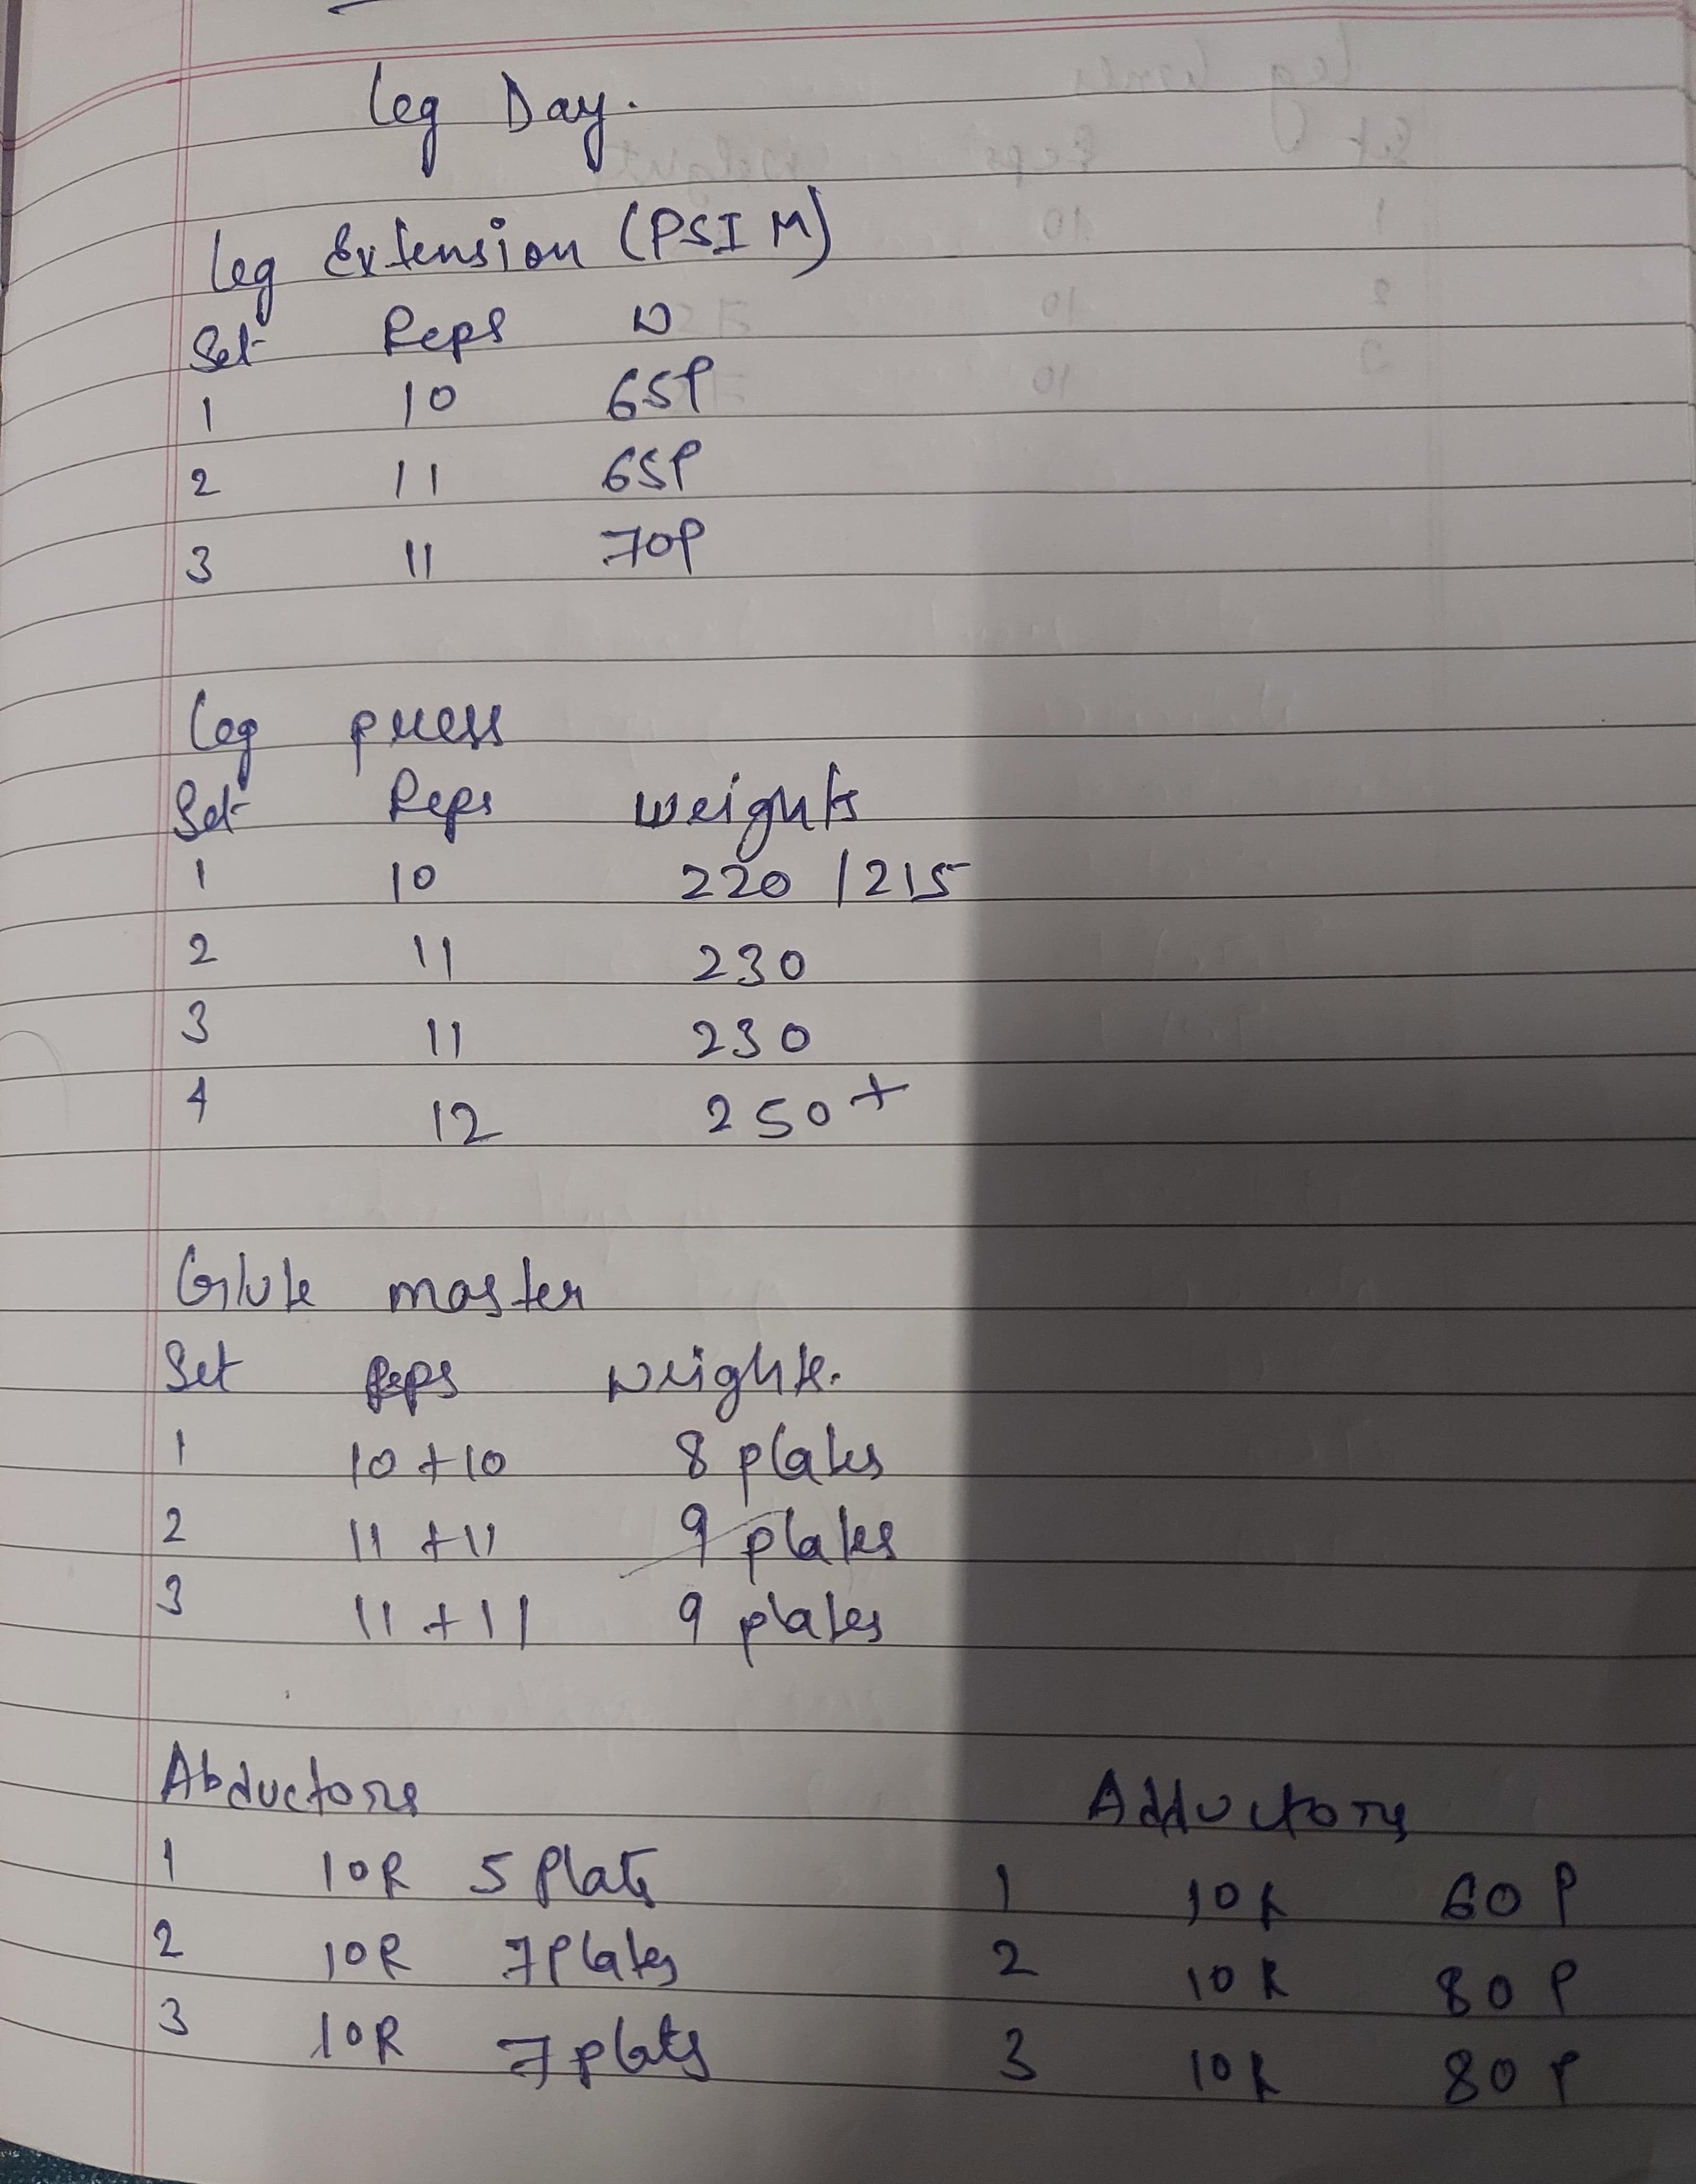 Leg Day.
Leg Extension (PSI M)
Set Reps W
1 10 65P
2 11 65P
3 11 70P
Leg press
Set Reps weights
1 10 220 / 215
2 11 230
3 11 230
4 12 250+
Glute master
Set Reps weights.
1 10 + 10 8 plates
2 11 + 11 9 plates
3 11 + 11 9 plates
Abductors
1 10R 5 Plats
2 10R 7 Plates
3 10R 7 plats
Adductors
1 10R 60 P
2 10R 80 P
3 10R 80 P